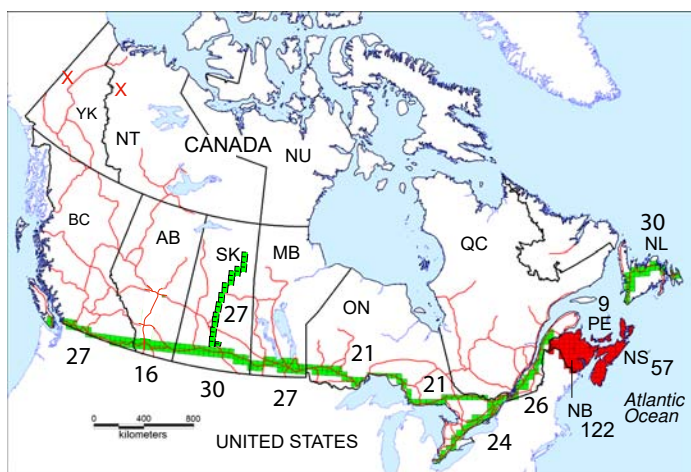 X
X
YK
NT
CANADA
NU
BC
AB
SK
MB
QC
30
NL
27
ON
9
PE
27
16
30
27
21
21
24
26
NS
57
NB
122
Atlantic
Ocean
0
400
800
kilometers
UNITED STATES